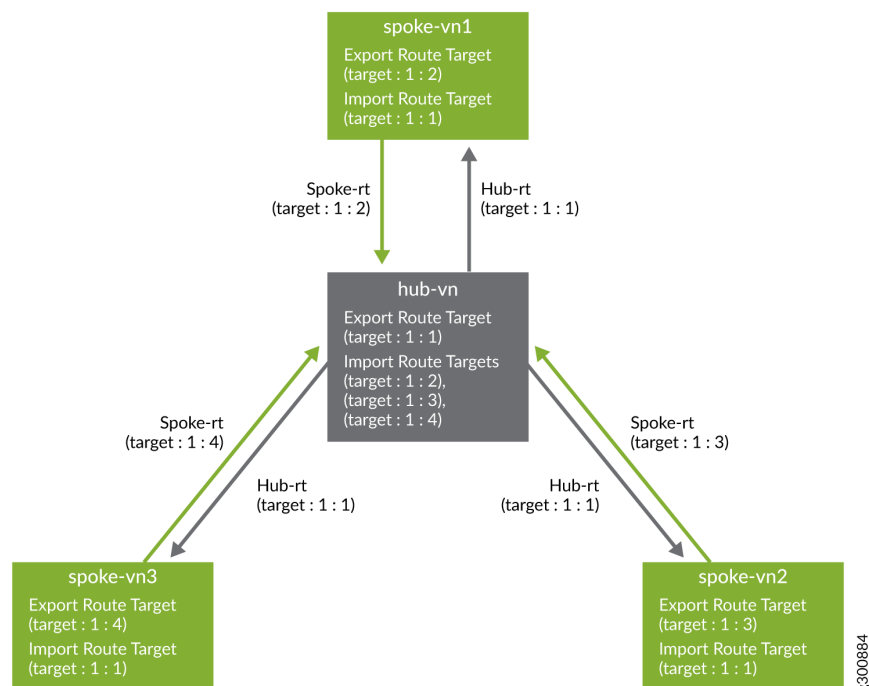 spoke-vn1
Export Route Target
(target : 1 : 2)
Import Route Target
(target : 1 : 1)
Spoke-rt
(target : 1 : 2)
Hub-rt
(target : 1 : 1)
hub-vn
Export Route Target
(target : 1 : 1)
Import Route Targets
(target : 1 : 2),
(target : 1 : 3),
(target : 1 : 4)
Spoke-rt
(target : 1 : 4)
Spoke-rt
(target : 1 : 3)
Hub-rt
(target : 1 : 1)
Hub-rt
(target : 1 : 1)
spoke-vn3
Export Route Target
(target : 1 : 4)
Import Route Target
(target : 1 : 1)
spoke-vn2
Export Route Target
(target : 1 : 3)
Import Route Target
(target : 1 : 1)
300884